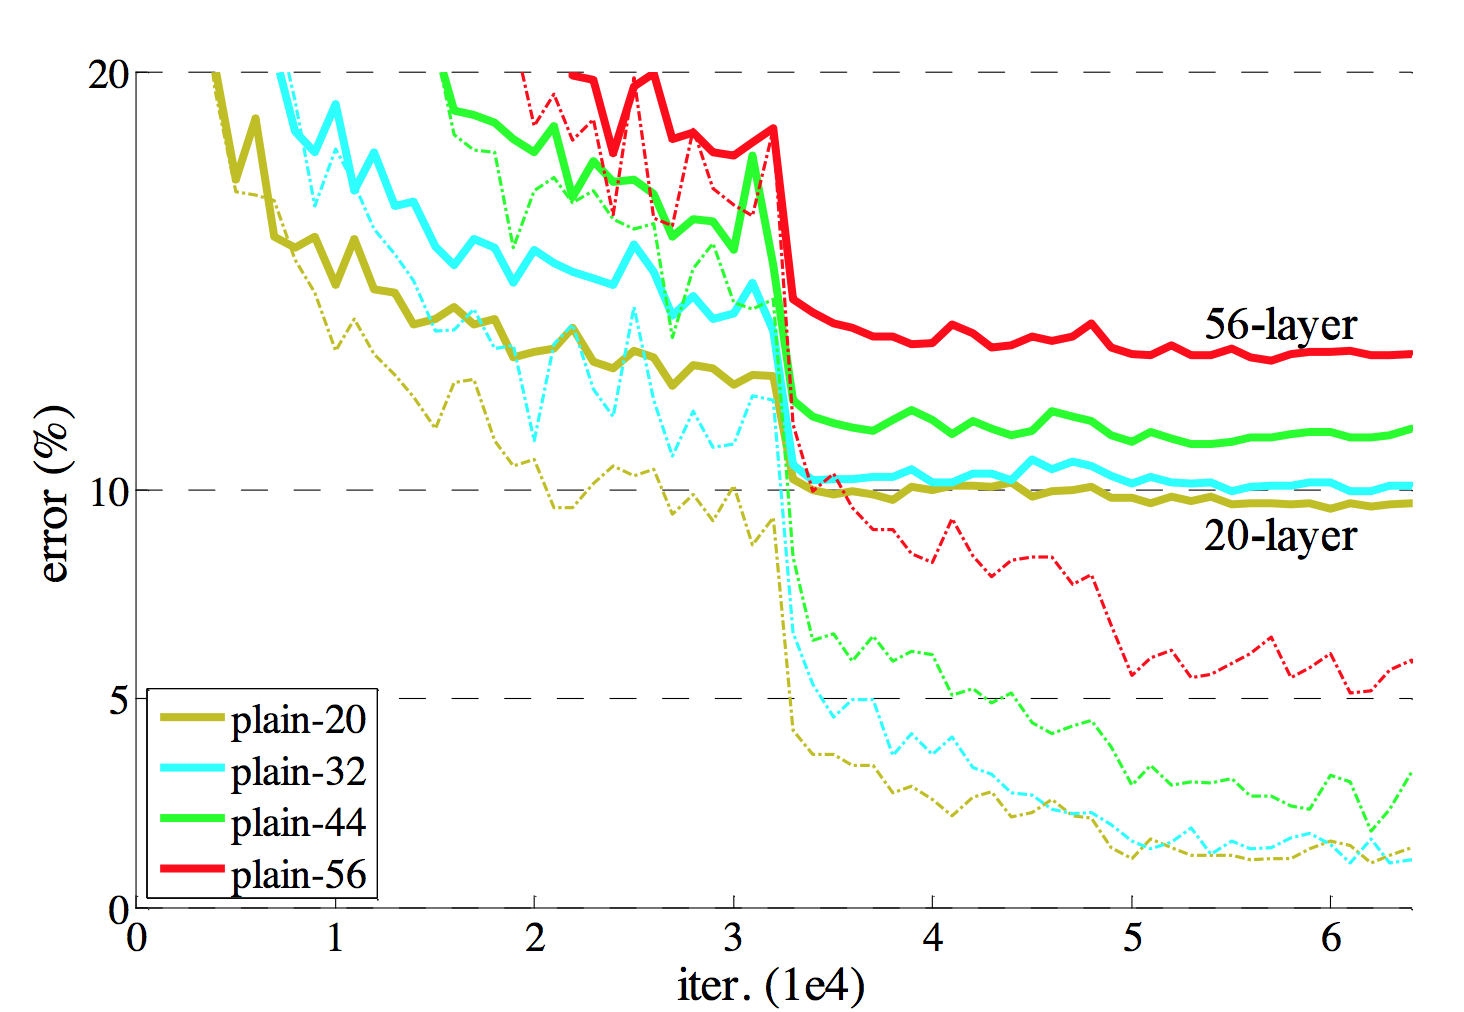 20
10
5
0
error (%)
56-layer
20-layer
plain-20
plain-32
plain-44
plain-56
0 1 2 3 4 5 6
iter. (1e4)